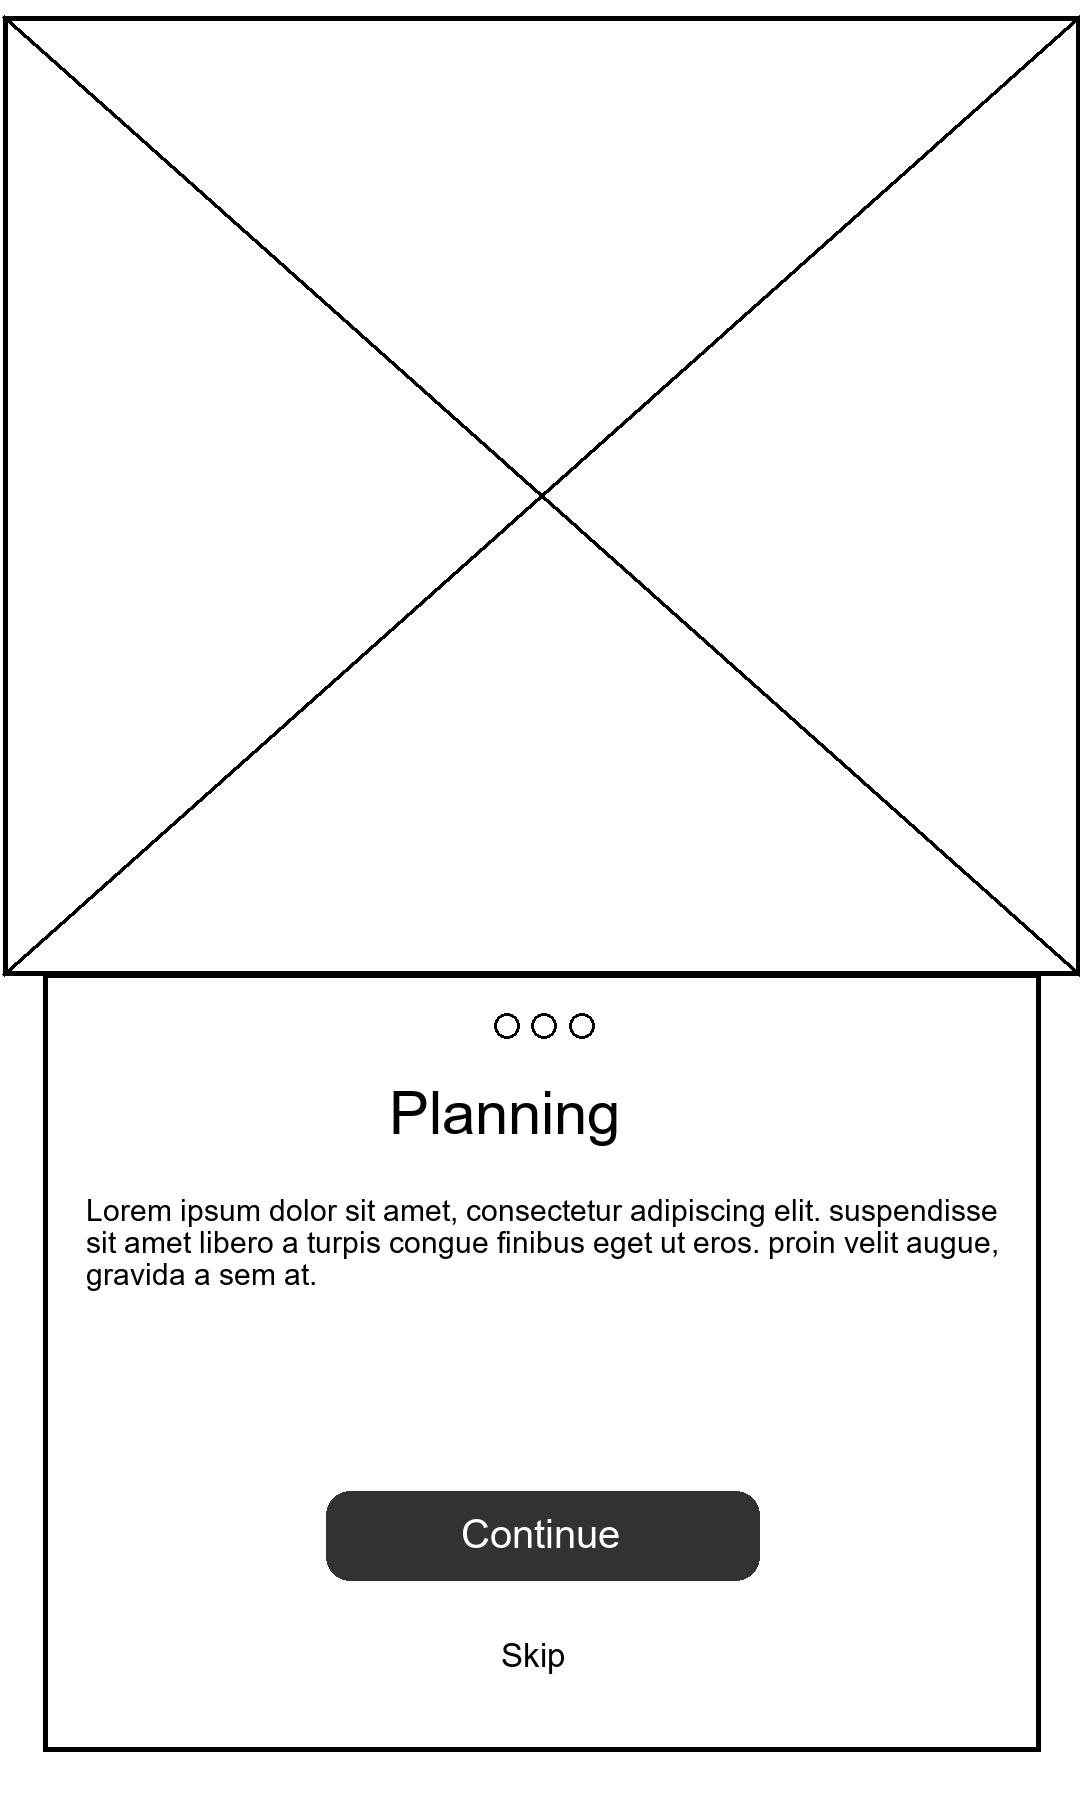 Planning
Lorem ipsum dolor sit amet, consectetur adipiscing elit. suspendisse
sit amet libero a turpis congue finibus eget ut eros. proin velit augue,
gravida a sem at.
Continue
Skip